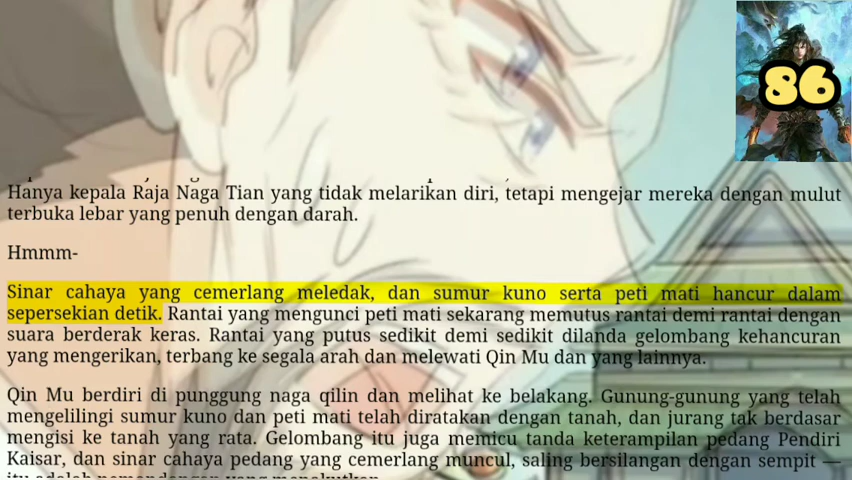 86
Hanya kepala Raja Naga Tian yang tidak melarikan diri, tetapi mengejar mereka dengan mulut
terbuka lebar yang penuh dengan darah.
Hmmm-
Sinar cahaya yang cemerlang meledak, dan sumur kuno serta peti mati hancur dalam
sepersekian detik. Rantai yang mengunci peti mati sekarang memutus rantai demi rantai dengan
suara berderak keras. Rantai yang putus sedikit demi sedikit dilanda gelombang kehancuran
yang mengerikan, terbang ke segala arah dan melewati Qin Mu dan yang lainnya.
Qin Mu berdiri di punggung naga qilin dan melihat ke belakang. Gunung-gunung yang telah
mengelilingi sumur kuno dan peti mati telah diratakan dengan tanah, dan jurang tak berdasar
mengisi ke tanah yang rata. Gelombang itu juga memicu tanda keterampilan pedang Pendiri
Kaisar, dan sinar cahaya pedang yang cemerlang muncul, saling bersilangan dengan sempit —